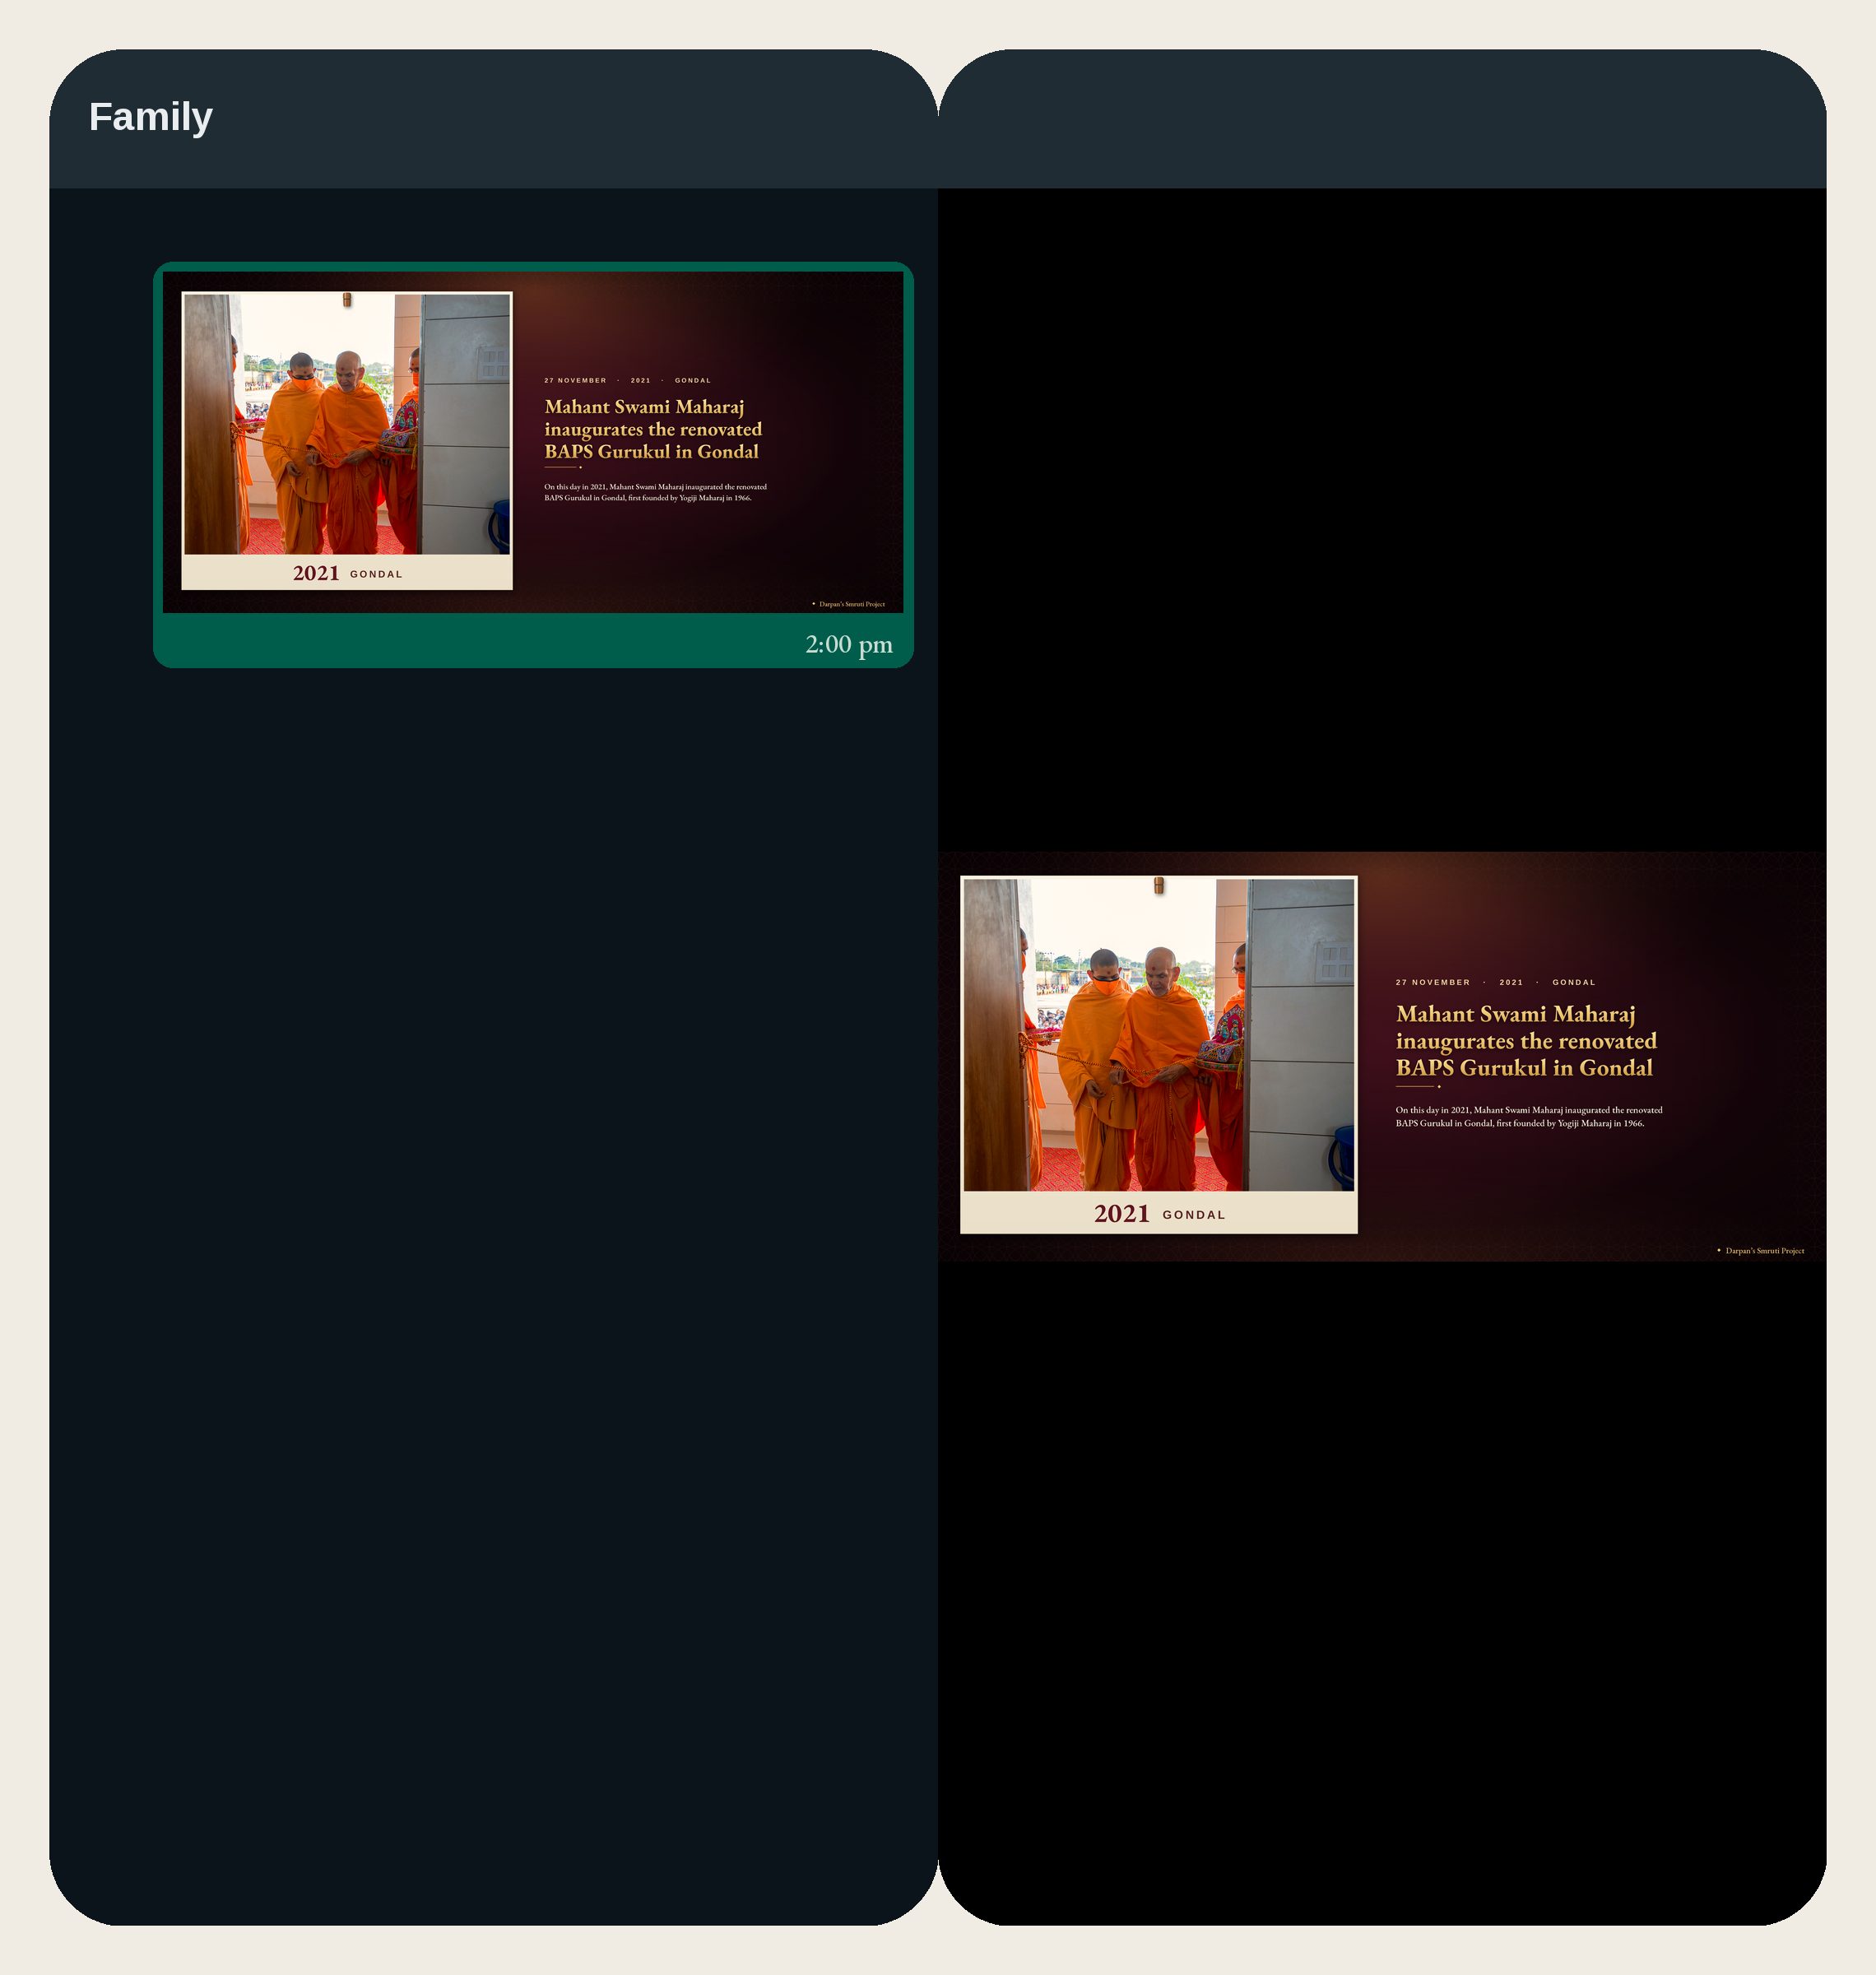 Family
27 NOVEMBER · 2021 · GONDAL
Mahant Swami Maharaj
inaugurates the renovated
BAPS Gurukul in Gondal
On this day in 2021, Mahant Swami Maharaj inaugurated the renovated
BAPS Gurukul in Gondal, first founded by Yogiji Maharaj in 1966.
2021 GONDAL
Darpan's Smruti Project
2:00 pm
27 NOVEMBER · 2021 · GONDAL
Mahant Swami Maharaj
inaugurates the renovated
BAPS Gurukul in Gondal
On this day in 2021, Mahant Swami Maharaj inaugurated the renovated
BAPS Gurukul in Gondal, first founded by Yogiji Maharaj in 1966.
2021 GONDAL
Darpan's Smruti Project